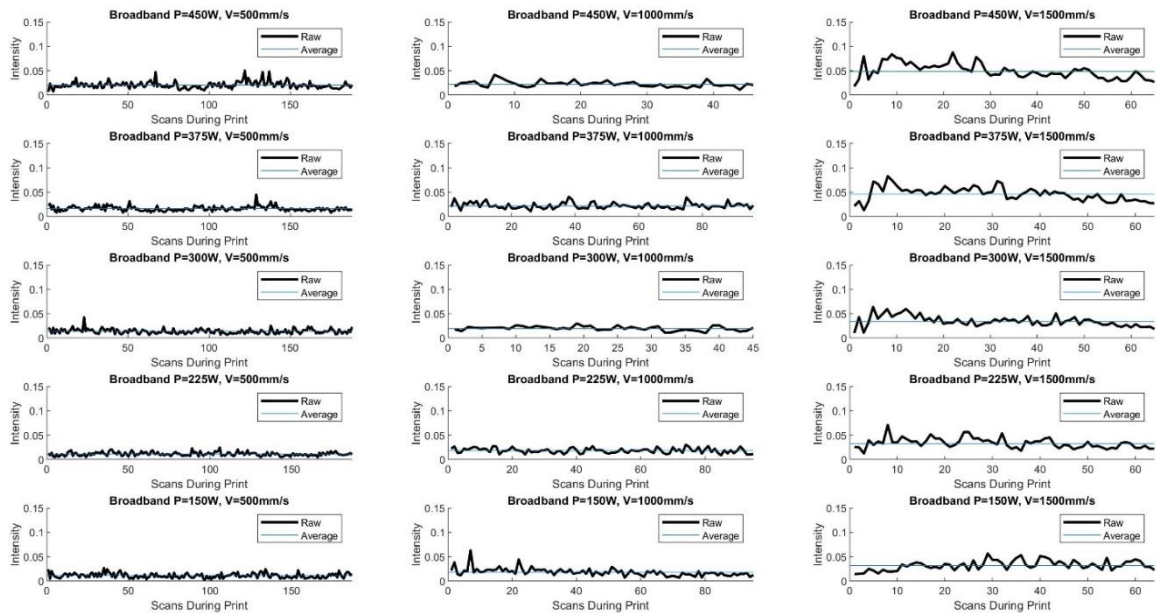 Broadband P=450W, V=500mm/s
0.15
0.1
0.05
0
Intensity
Raw
Average
50 100 150
Scans During Print
Broadband P=450W, V=1000mm/s
0.15
0.1
0.05
0
Intensity
Raw
Average
10 20 30 40
Scans During Print
Broadband P=450W, V=1500mm/s
0.15
0.1
0.05
0
Intensity
Raw
Average
0 10 20 30 40 50 60
Scans During Print
Broadband P=375W, V=500mm/s
0.15
0.1
0.05
0
Intensity
Raw
Average
50 100 150
Scans During Print
Broadband P=375W, V=1000mm/s
0.15
0.1
0.05
0
Intensity
Raw
Average
0 20 40 60 80
Scans During Print
Broadband P=375W, V=1500mm/s
0.15
0.1
0.05
0
Intensity
Raw
Average
0 10 20 30 40 50 60
Scans During Print
Broadband P=300W, V=500mm/s
0.15
0.1
0.05
0
Intensity
Raw
Average
50 100 150
Scans During Print
Broadband P=300W, V=1000mm/s
0.15
0.1
0.05
0
Intensity
Raw
Average
0 5 10 15 20 25 30 35 40 45
Scans During Print
Broadband P=300W, V=1500mm/s
0.15
0.1
0.05
0
Intensity
Raw
Average
0 10 20 30 40 50 60
Scans During Print
Broadband P=225W, V=500mm/s
0.15
0.1
0.05
0
Intensity
Raw
Average
50 100 150
Scans During Print
Broadband P=225W, V=1000mm/s
0.15
0.1
0.05
0
Intensity
Raw
Average
0 20 40 60 80
Scans During Print
Broadband P=225W, V=1500mm/s
0.15
0.1
0.05
0
Intensity
Raw
Average
0 10 20 30 40 50 60
Scans During Print
Broadband P=150W, V=500mm/s
0.15
0.1
0.05
0
Intensity
Raw
Average
50 100 150
Scans During Print
Broadband P=150W, V=1000mm/s
0.15
0.1
0.05
0
Intensity
Raw
Average
0 20 40 60 80
Scans During Print
Broadband P=150W, V=1500mm/s
0.15
0.1
0.05
0
Intensity
Raw
Average
0 10 20 30 40 50 60
Scans During Print